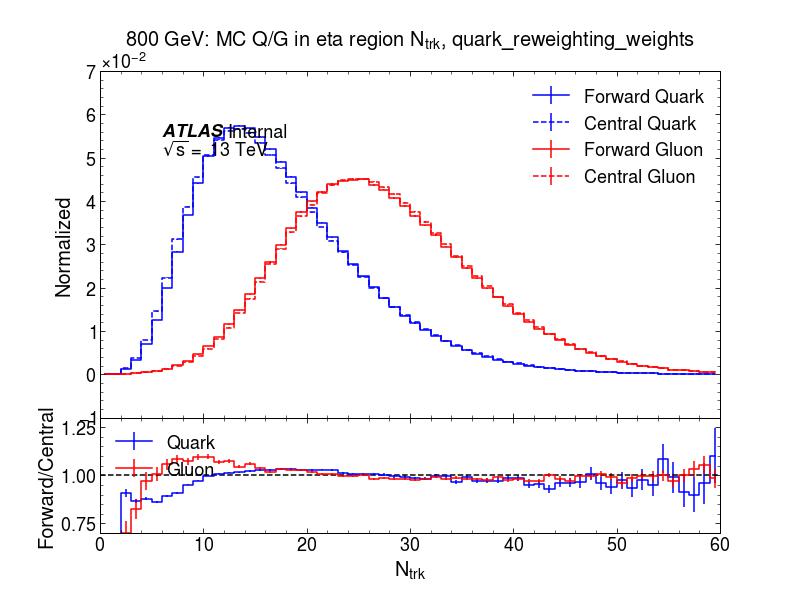 800 GeV: MC Q/G in eta region N_trk, quark_reweighting_weights
×10⁻²
7
6
5
4
3
2
1
0
−1
Normalized
ATLAS Internal
√s = 13 TeV
Forward Quark
Central Quark
Forward Gluon
Central Gluon
1.25
1.00
0.75
Forward/Central
Quark
Gluon
0 10 20 30 40 50 60
N_trk